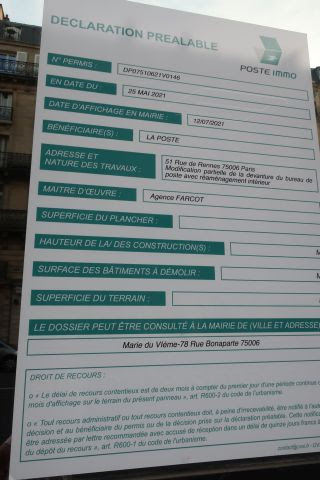 DECLARATION PREALABLE
POSTE IMMO
N° PERMIS : DP07510621V0146
EN DATE DU : 25 MAI 2021
DATE D'AFFICHAGE EN MAIRIE : 12/07/2021
BÉNÉFICIAIRE(S) : LA POSTE
ADRESSE ET
NATURE DES TRAVAUX :
51 Rue de Rennes 75006 Paris
Modification partielle de la devanture du bureau de
poste avec réaménagement intérieur
MAITRE D'ŒUVRE : Agence FARCOT
SUPERFICIE DU PLANCHER :
HAUTEUR DE LA/ DES CONSTRUCTION(S) :
SURFACE DES BÂTIMENTS À DÉMOLIR :
SUPERFICIE DU TERRAIN :
LE DOSSIER PEUT ÊTRE CONSULTÉ À LA MAIRIE DE (VILLE ET ADRESSE)
Marie du VIème-78 Rue Bonaparte 75006
DROIT DE RECOURS :
o « Le délai de recours contentieux est de deux mois à compter du premier jour d'une période continue
mois d'affichage sur le terrain du présent panneau », art. R600-2 du code de l'urbanisme.
o « Tout recours administratif ou tout recours contentieux doit, à peine d'irrecevabilité, être notifié à
décision et au bénéficiaire du permis ou de la décision prise sur la déclaration préalable. Cette
être adressée par lettre recommandée avec accusé de réception dans un délai de quinze jours francs
du dépôt du recours », art. R600-1 du code de l'urbanisme.